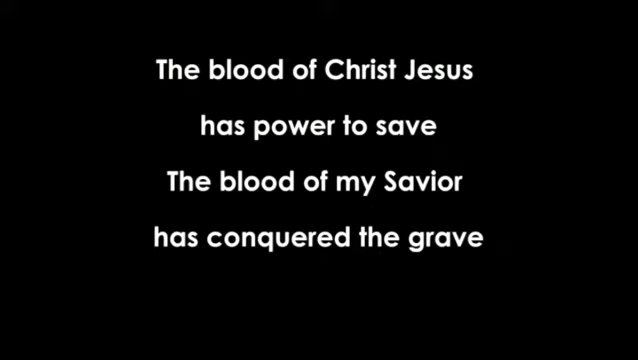 The blood of Christ Jesus
has power to save
The blood of my Savior
has conquered the grave